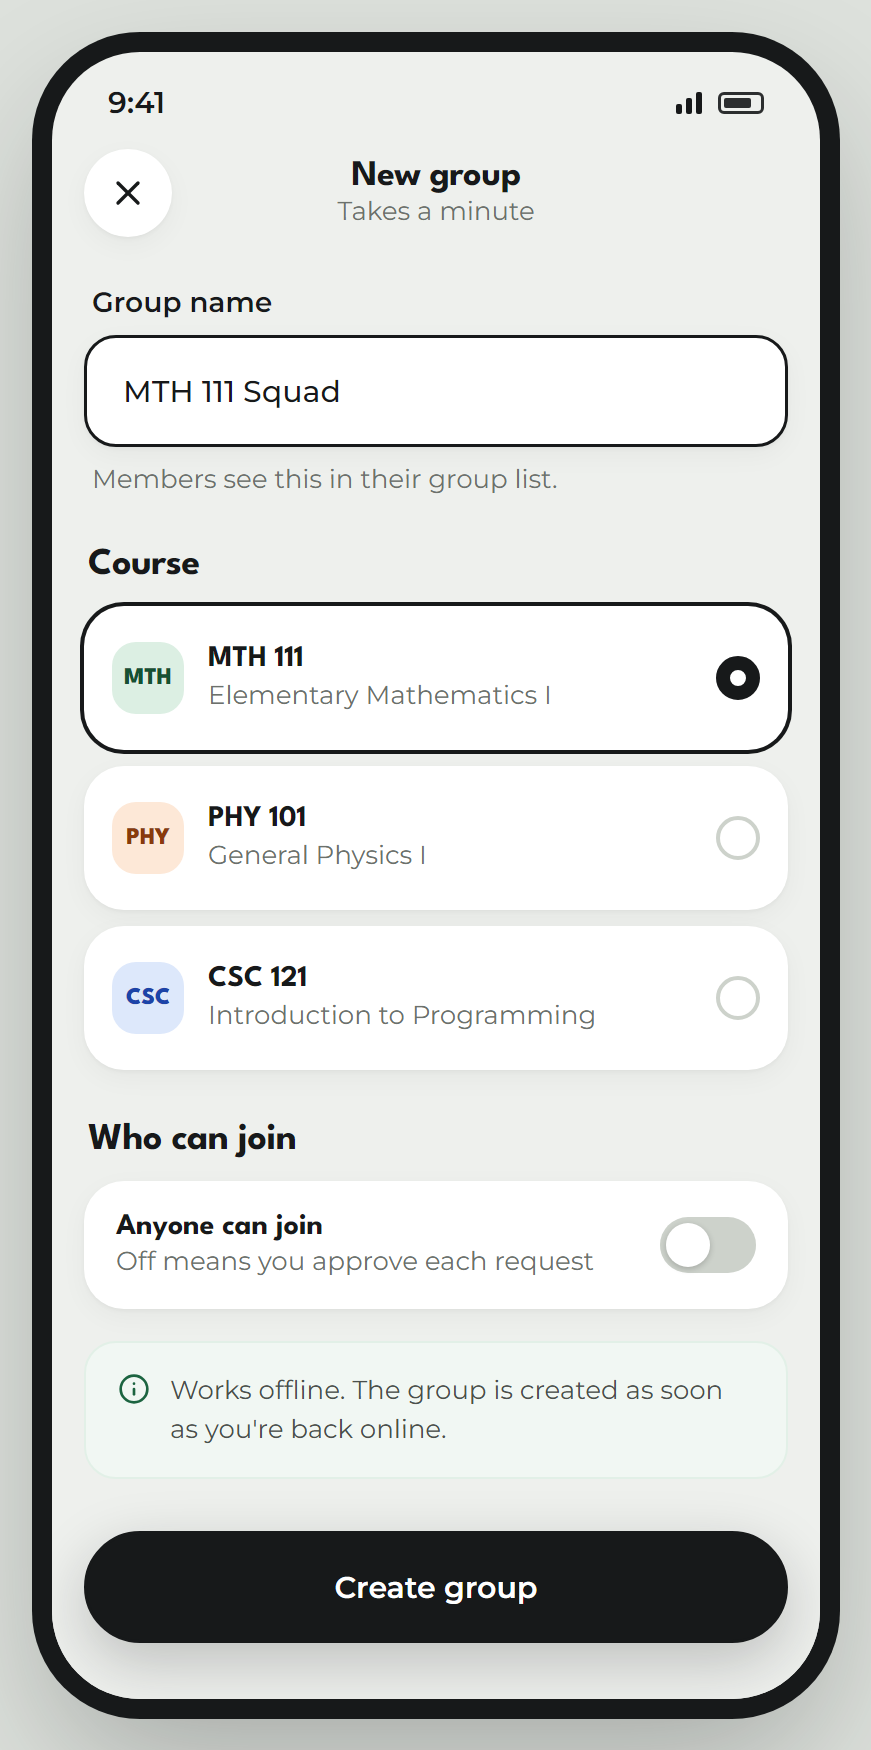 9:41
New group
Takes a minute
Group name
MTH 111 Squad
Members see this in their group list.
Course
MTH
MTH 111
Elementary Mathematics I
PHY
PHY 101
General Physics I
CSC
CSC 121
Introduction to Programming
Who can join
Anyone can join
Off means you approve each request
Works offline. The group is created as soon
as you're back online.
Create group